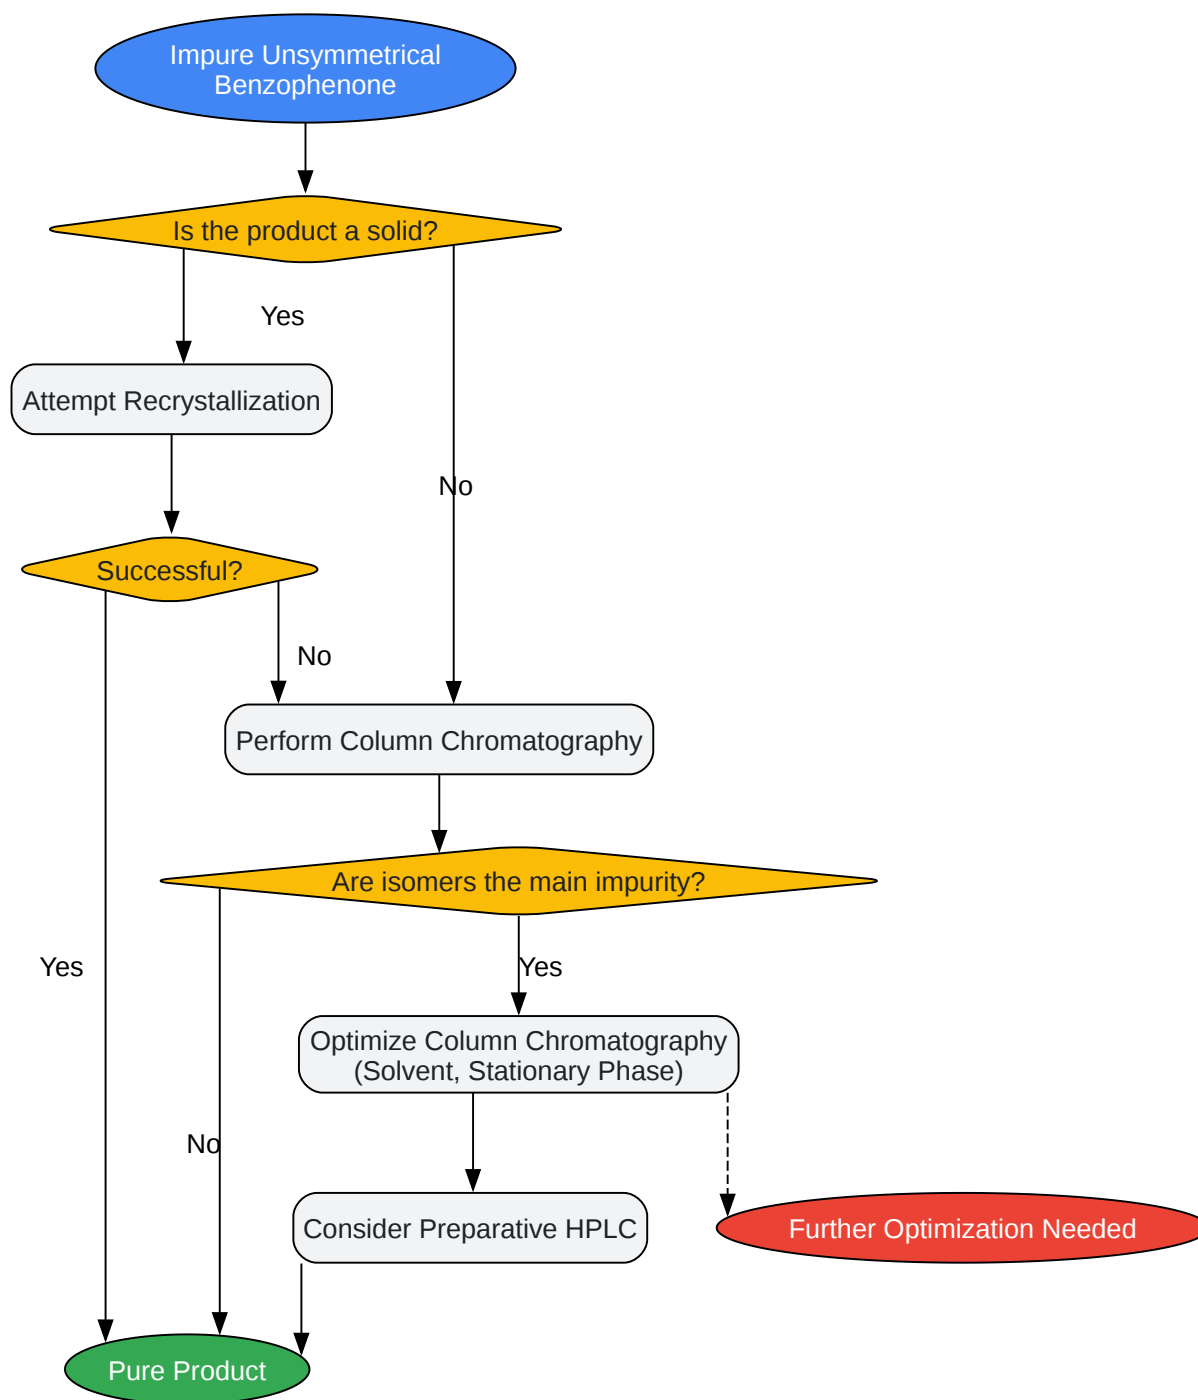 Impure Unsymmetrical
Benzophenone
Is the product a solid?
Yes
Attempt Recrystallization
No
Successful?
No
Perform Column Chromatography
Are isomers the main impurity?
Yes
Yes
Optimize Column Chromatography
(Solvent, Stationary Phase)
No
Consider Preparative HPLC
Further Optimization Needed
Pure Product